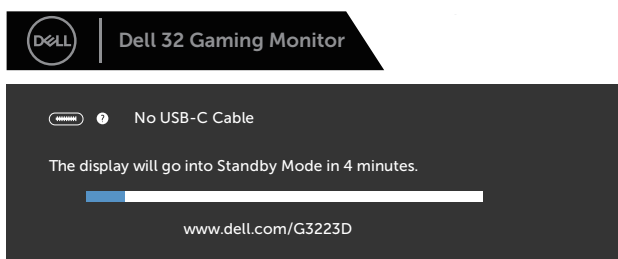 DELL
Dell 32 Gaming Monitor
? No USB-C Cable
The display will go into Standby Mode in 4 minutes.
www.dell.com/G3223D